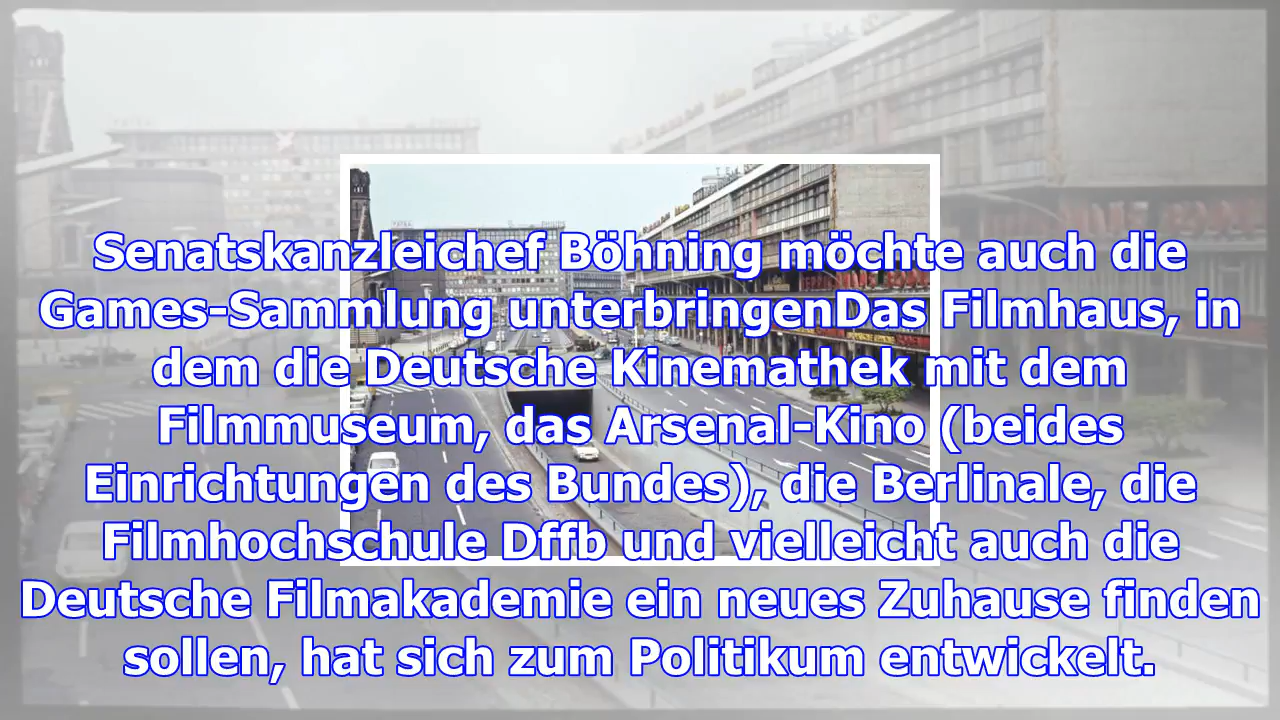 Senatskanzleichef Böhning möchte auch die
Games-Sammlung unterbringenDas Filmhaus, in
dem die Deutsche Kinemathek mit dem
Filmmuseum, das Arsenal-Kino (beides
Einrichtungen des Bundes), die Berlinale, die
Filmhochschule Dffb und vielleicht auch die
Deutsche Filmakademie ein neues Zuhause finden
sollen, hat sich zum Politikum entwickelt.